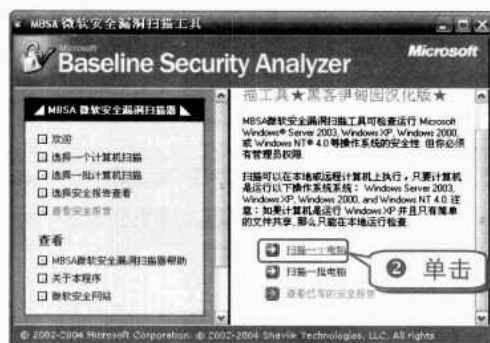 MBSA 微软安全漏洞扫描工具
Microsoft
Baseline Security Analyzer
Microsoft
MBSA 微软安全漏洞扫描器
欢迎
选择一个计算机扫描
选择一批计算机扫描
选择安全报告查看
查看安全报告
查看
MBSA微软安全漏洞扫描器帮助
关于本程序
微软安全网站
描工具★黑客伊甸园汉化版★
MBSA微软漏洞扫描工具可检查运行 Microsoft
Windows® Server 2003, Windows XP, Windows 2000,
或 Windows NT® 4.0 等操作系统的安全性. 但你必须
有管理员权限.
扫描可以在本地或远程计算机上执行，只要计算机
是运行以下操作系统系统： Windows Server 2003,
Windows XP, Windows 2000, and Windows NT 4.0. 注
意：如果计算机是运行 Windows XP 并且只有简单
的文件共享. 那么只能在本地运行检查.
扫描一个电脑
扫描一批电脑
查看已有的安全报告
❷ 单击
© 2002-2004 Microsoft Corporation. © 2002-2004 Shavlik Technologies, LLC. All rights